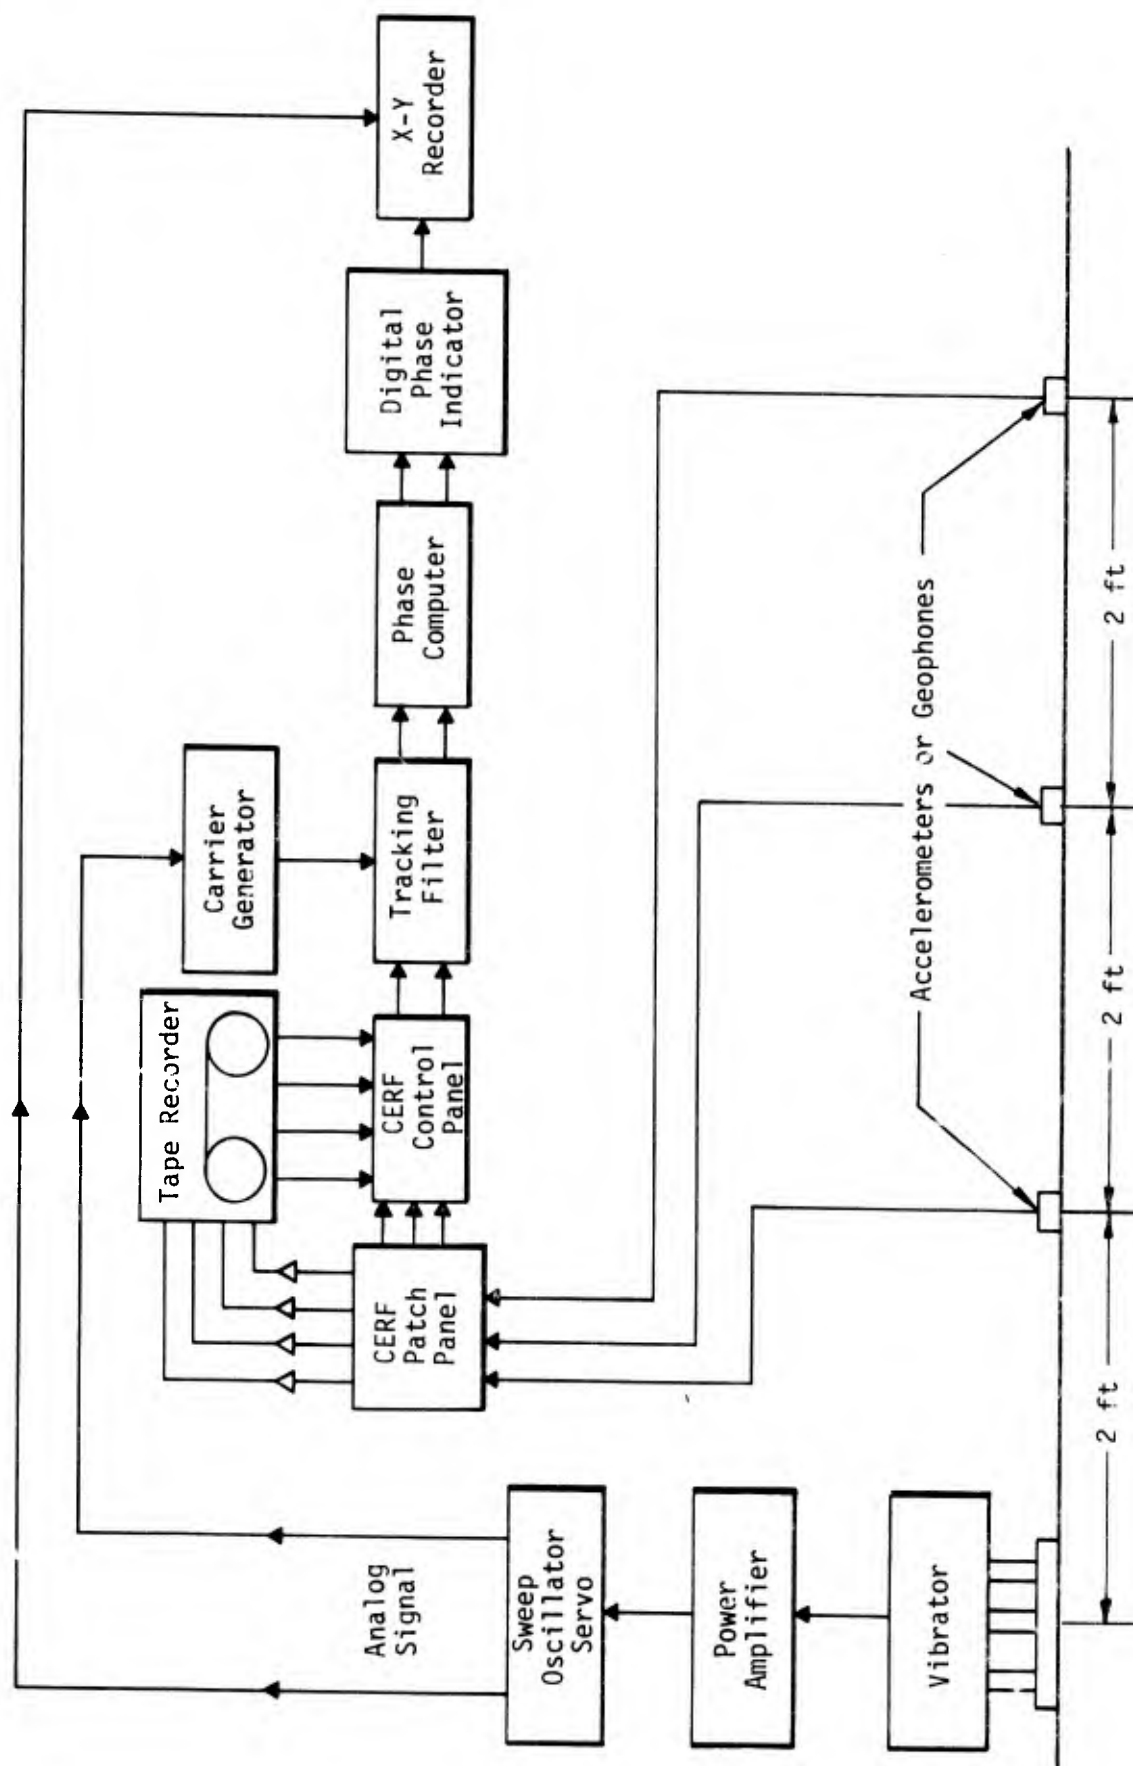 X-Y
Recorder
Digital
Phase
Indicator
Phase
Computer
Carrier
Generator
Tracking
Filter
Tape Recorder
CERF
Control
Panel
CERF
Patch
Panel
Analog
Signal
Sweep
Oscillator
Servo
Power
Amplifier
Vibrator
Accelerometers or Geophones
2 ft
2 ft
2 ft